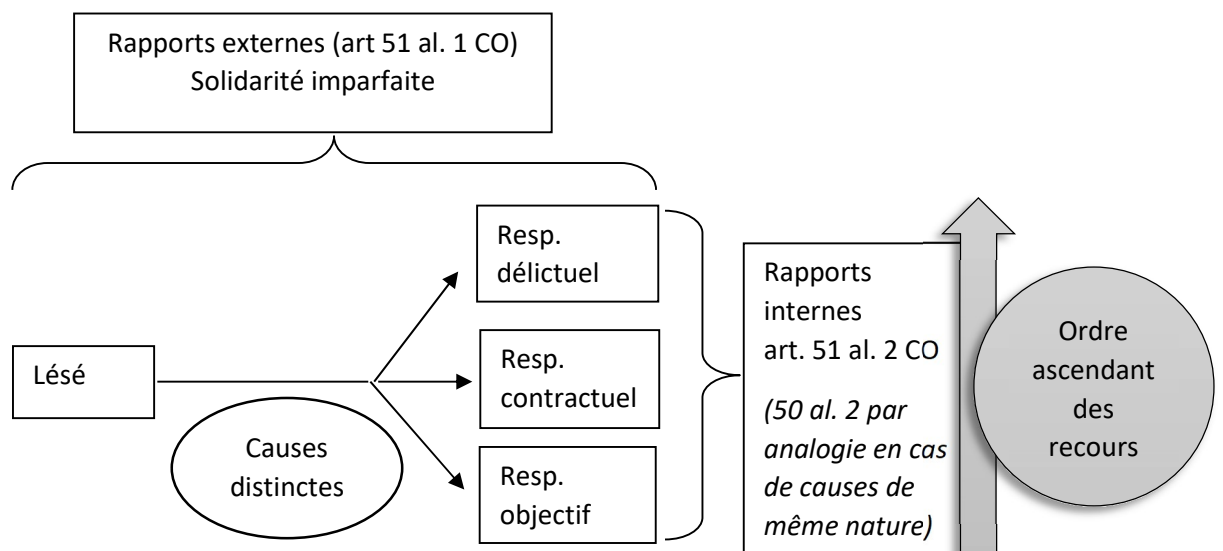 Rapports externes (art 51 al. 1 CO)
Solidarité imparfaite
Resp.
délictuel
Lésé
Resp.
contractuel
Causes
distinctes
Resp.
objectif
Rapports
internes
art. 51 al. 2 CO
(50 al. 2 par
analogie en cas
de causes de
même nature)
Ordre
ascendant
des
recours